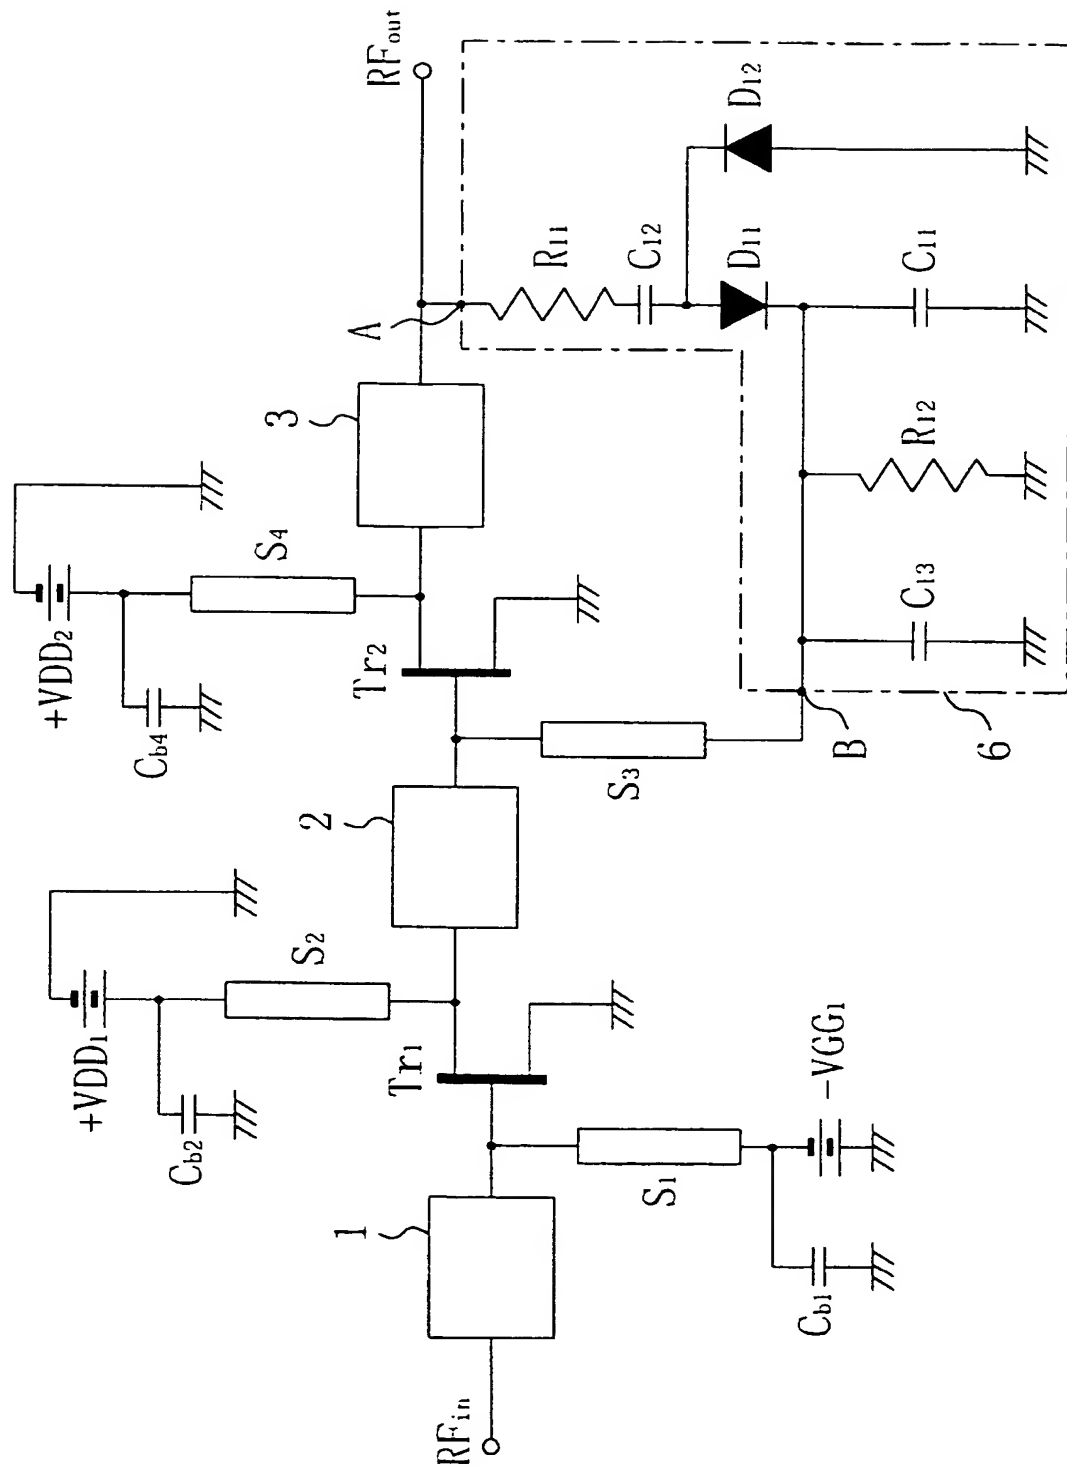 RFin
1
Cb1
S1
-VGG1
Tr1
Cb2
+VDD1
S2
2
S3
Tr2
Cb4
+VDD2
S4
3
A
RFout
R11
C12
D11
D12
C11
R12
C13
B
6